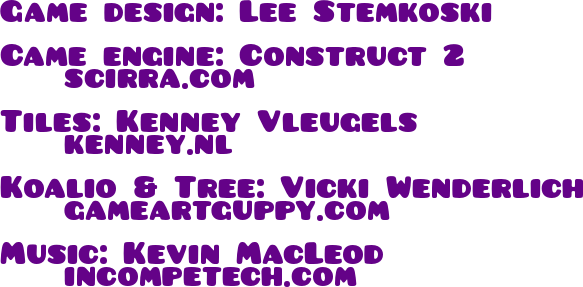 Game design: Lee Stemkoski
Came engine: Construct 2
scirra.com
Tiles: Kenney Vleugels
kenney.nl
Koalio & Tree: Vicki Wenderlich
gameartguppy.com
Music: Kevin MacLeod
incompetech.com